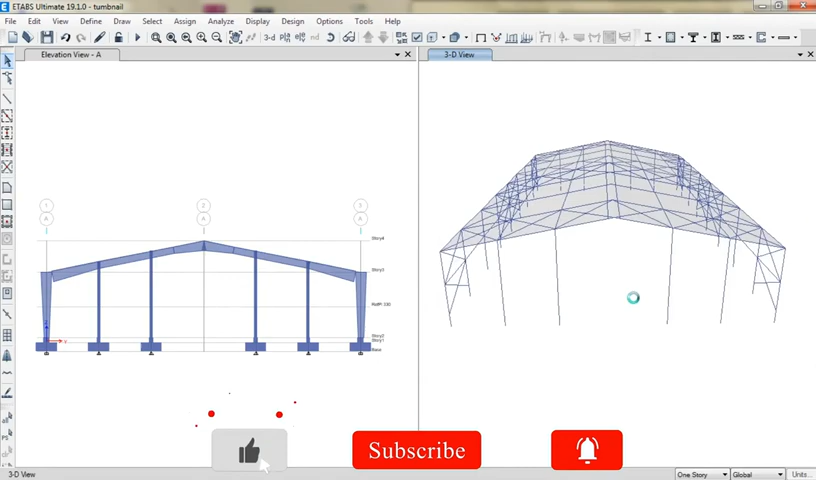 ETABS Ultimate 19.1.0 - tumbnail
File Edit View Define Draw Select Assign Analyze Display Design Options Tools Help
3-d
nd
Elevation View - A
3-D View
1 2 3
A A A
Story4
Story3
Story2
Story1
Base
Subscribe
3-D View
One Story Global Units...